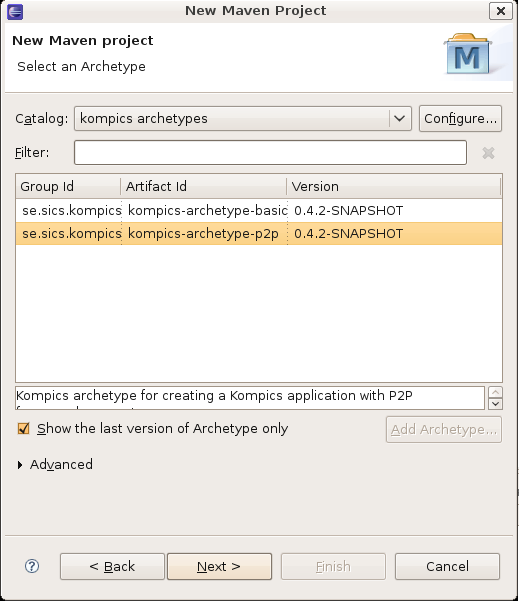 New Maven Project
New Maven project
Select an Archetype
M
Catalog: kompics archetypes Configure...
Filter:
Group Id Artifact Id Version
se.sics.kompics kompics-archetype-basic 0.4.2-SNAPSHOT
se.sics.kompics kompics-archetype-p2p 0.4.2-SNAPSHOT
Kompics archetype for creating a Kompics application with P2P
Show the last version of Archetype only Add Archetype...
Advanced
? < Back Next > Finish Cancel